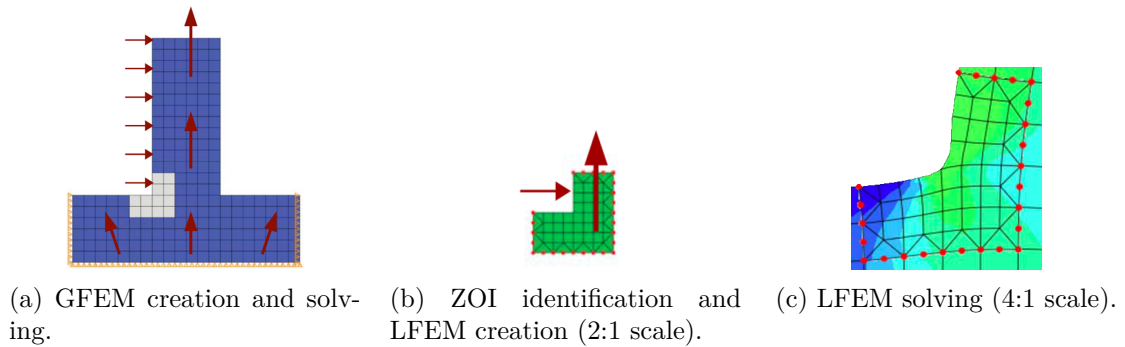 (a) GFEM creation and solv-
ing.
(b) ZOI identification and
LFEM creation (2:1 scale).
(c) LFEM solving (4:1 scale).